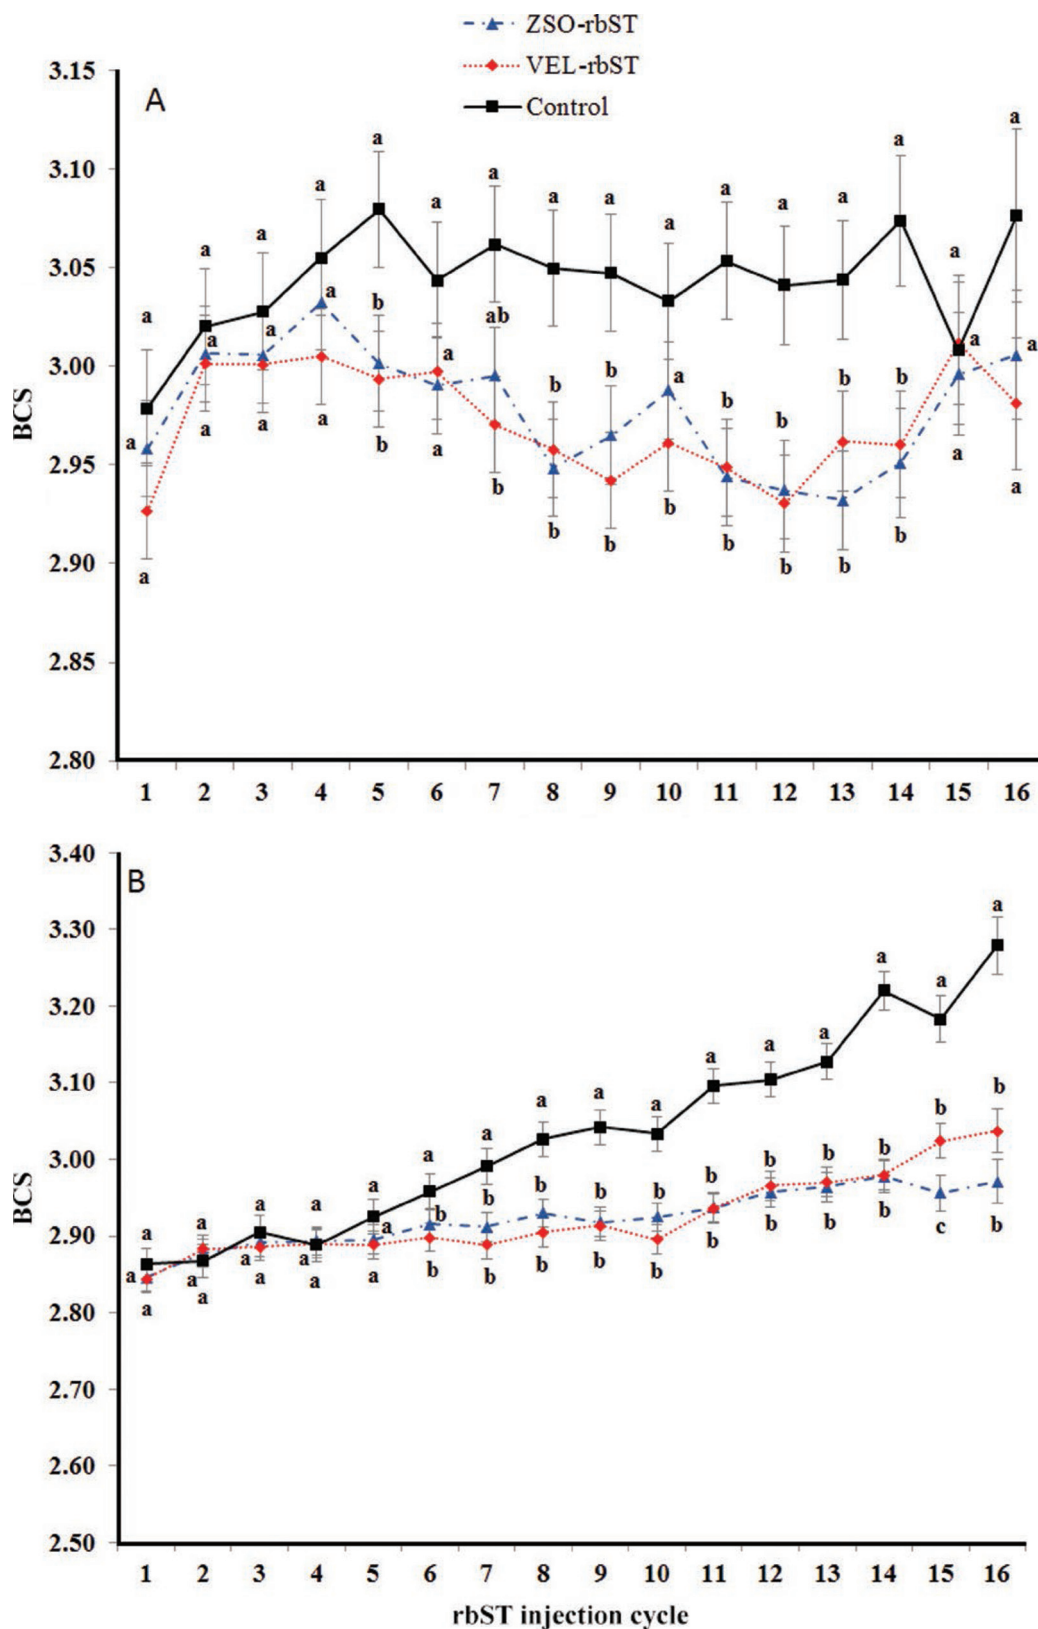 ZSO-rbST
VEL-rbST
Control
A
BCS
3.15
3.10
3.05
3.00
2.95
2.90
2.85
2.80
a a a a a a a a a a a a a a a a
a a a a b a ab b b a b b b b a a
a a a a b a b b b b b b b b a a
1 2 3 4 5 6 7 8 9 10 11 12 13 14 15 16
B
BCS
3.40
3.30
3.20
3.10
3.00
2.90
2.80
2.70
2.60
2.50
a a a a a a a a a a a a a a a a
a a a a a b b b b b b b b b b b
a a a a a b b b b b b b b b c b
1 2 3 4 5 6 7 8 9 10 11 12 13 14 15 16
rbST injection cycle